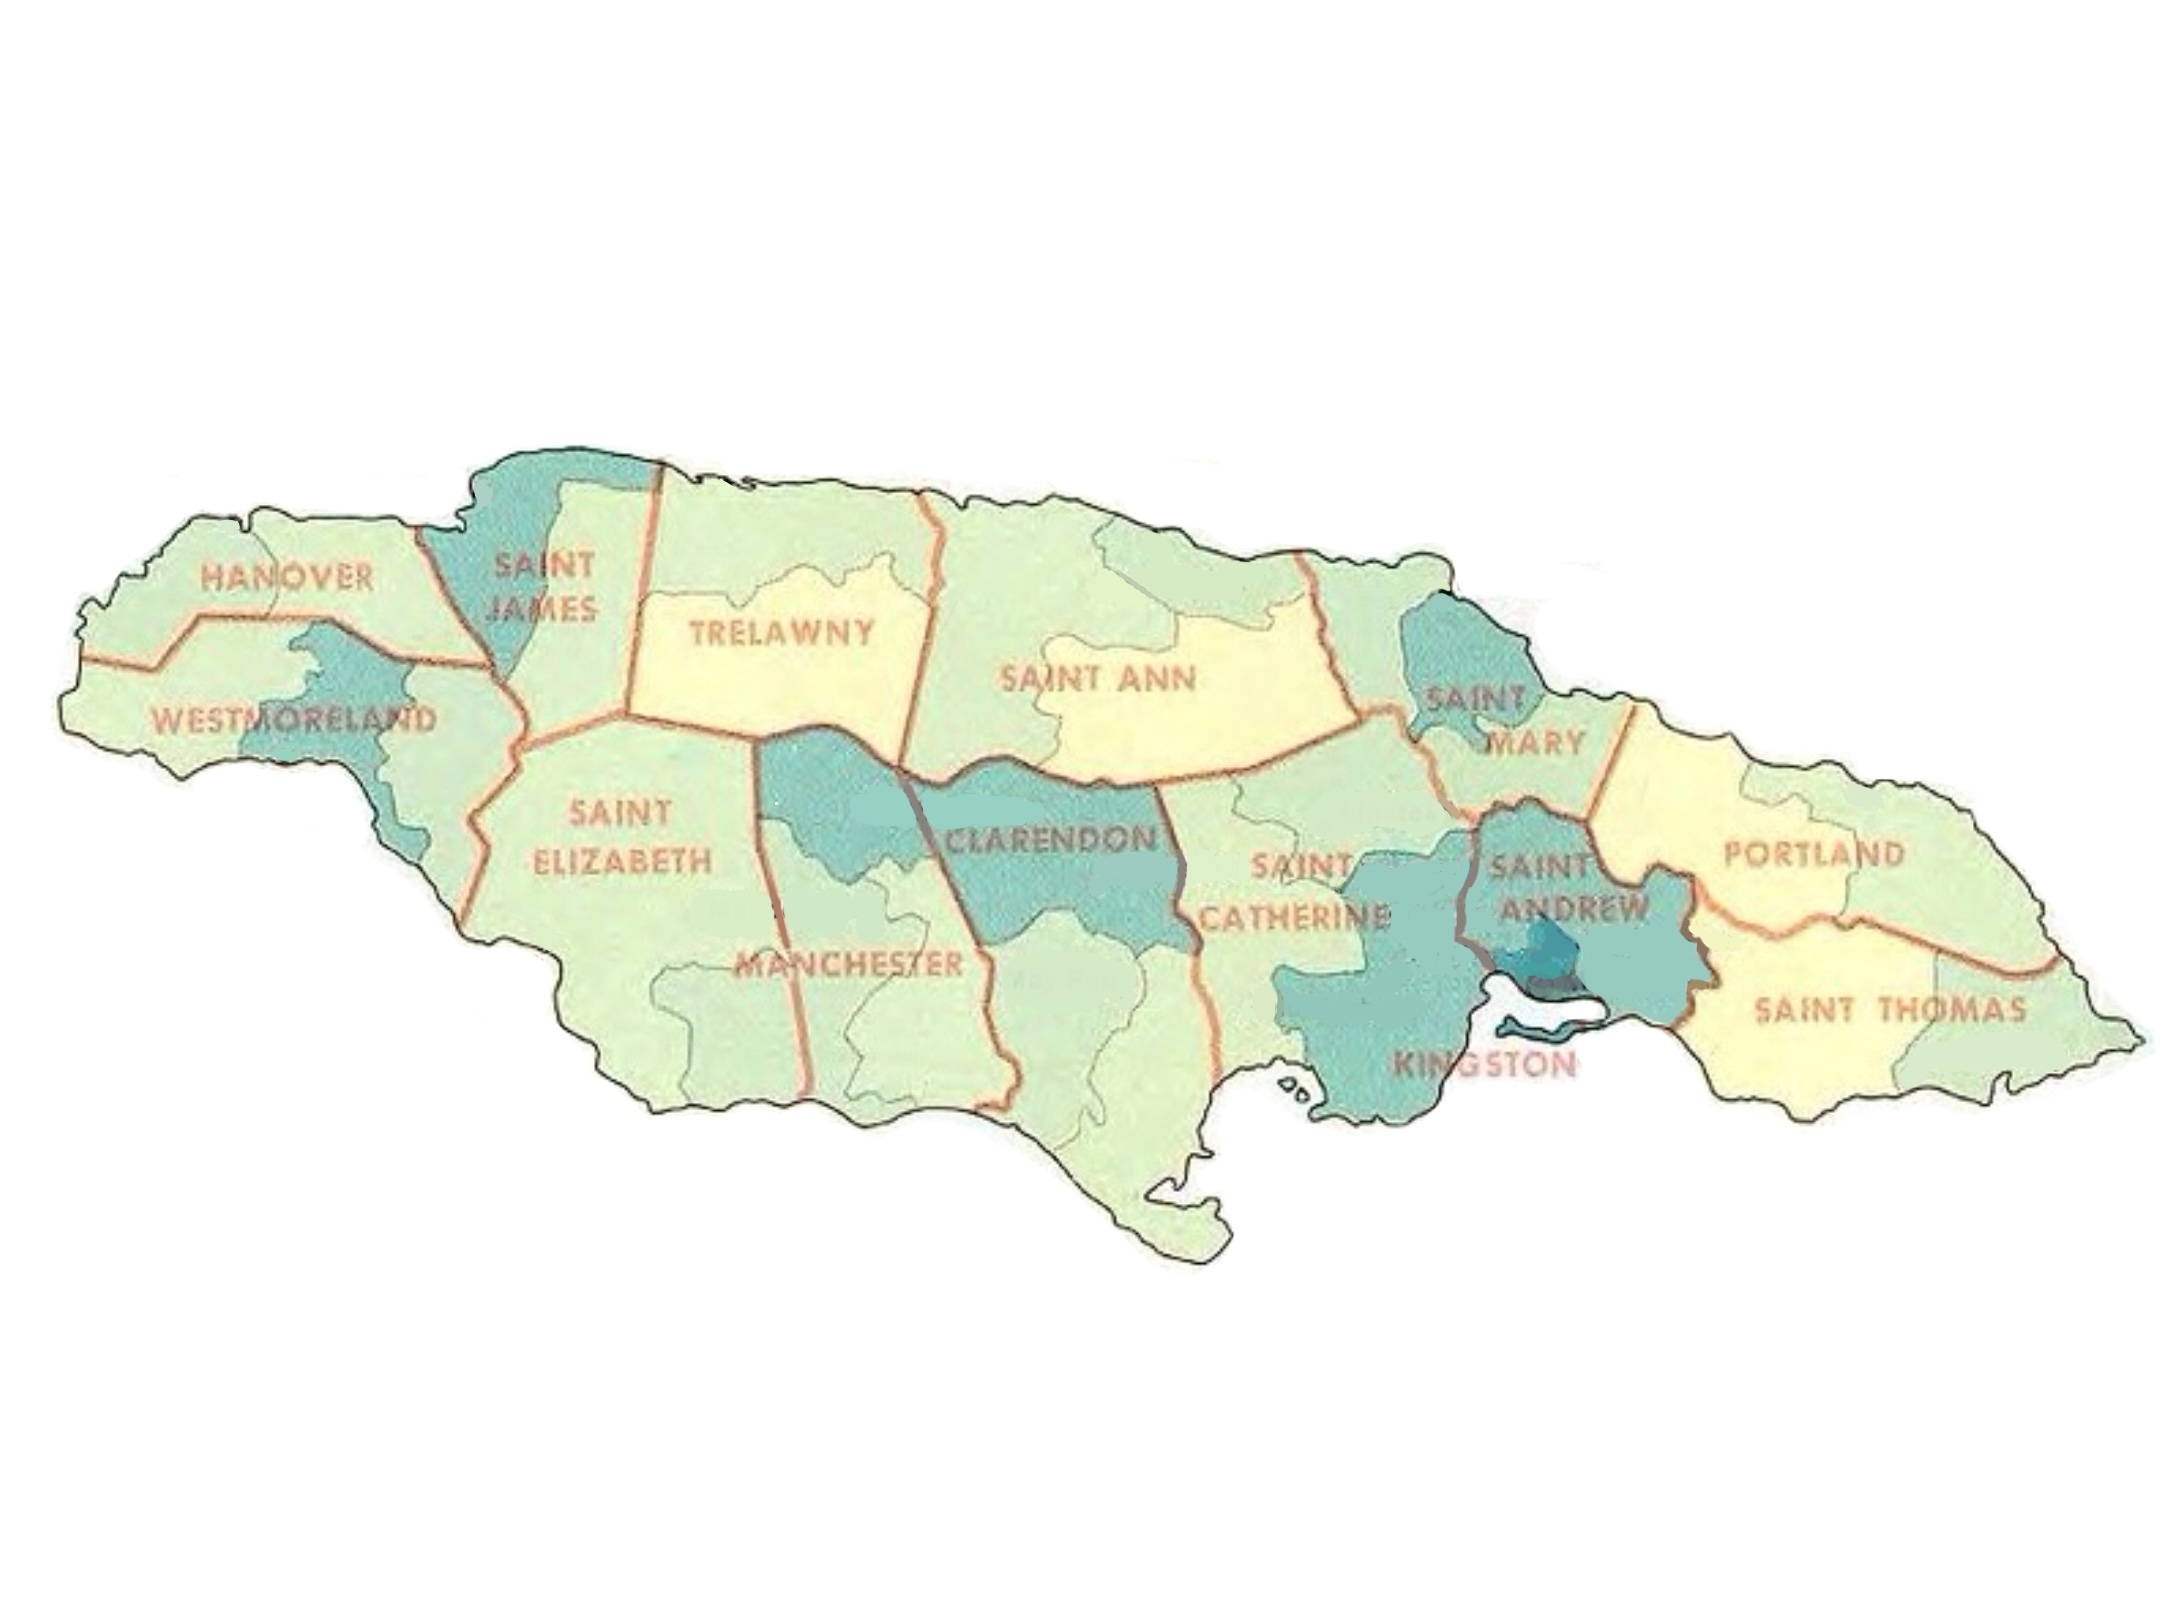 HANOVER
SAINT
JAMES
TRELAWNY
WESTMORELAND
SAINT ANN
SAINT
MARY
SAINT
ELIZABETH
CLARENDON
SAINT
CATHERINE
SAINT
ANDREW
PORTLAND
MANCHESTER
SAINT THOMAS
KINGSTON